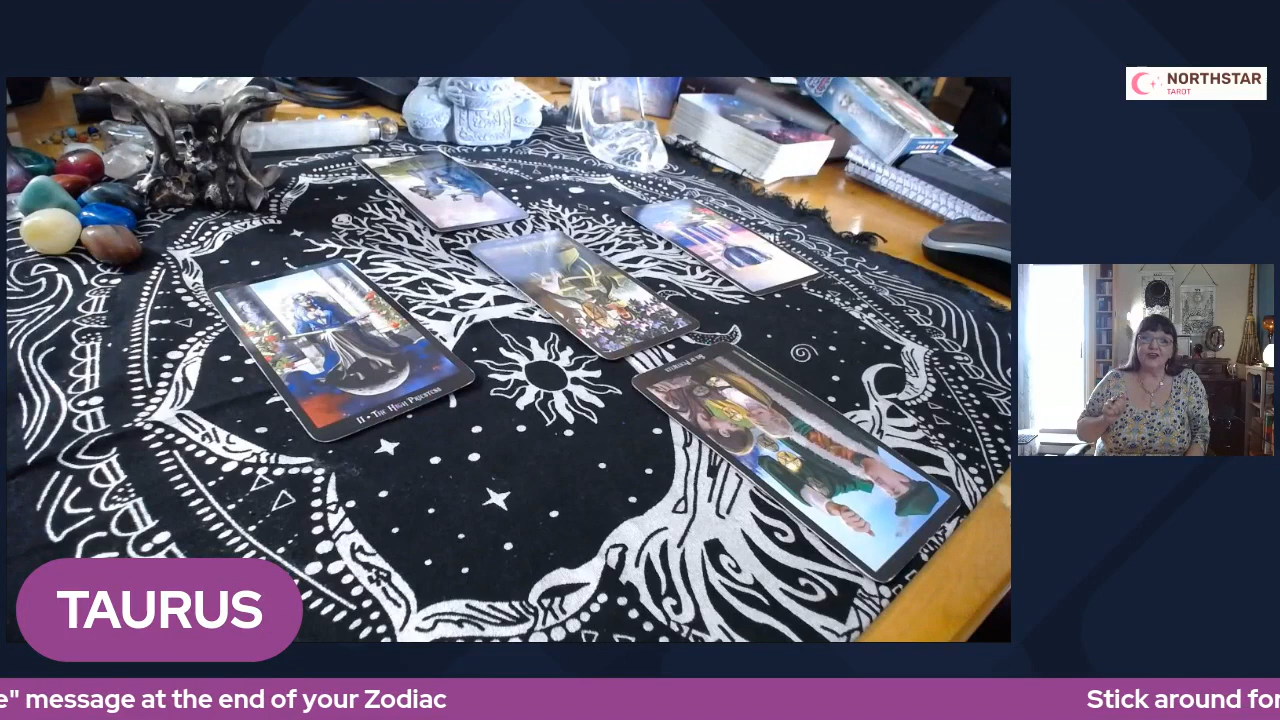 NORTHSTAR
TAROT
II • THE HIGH PRIESTESS
TAURUS
e" message at the end of your Zodiac
Stick around for